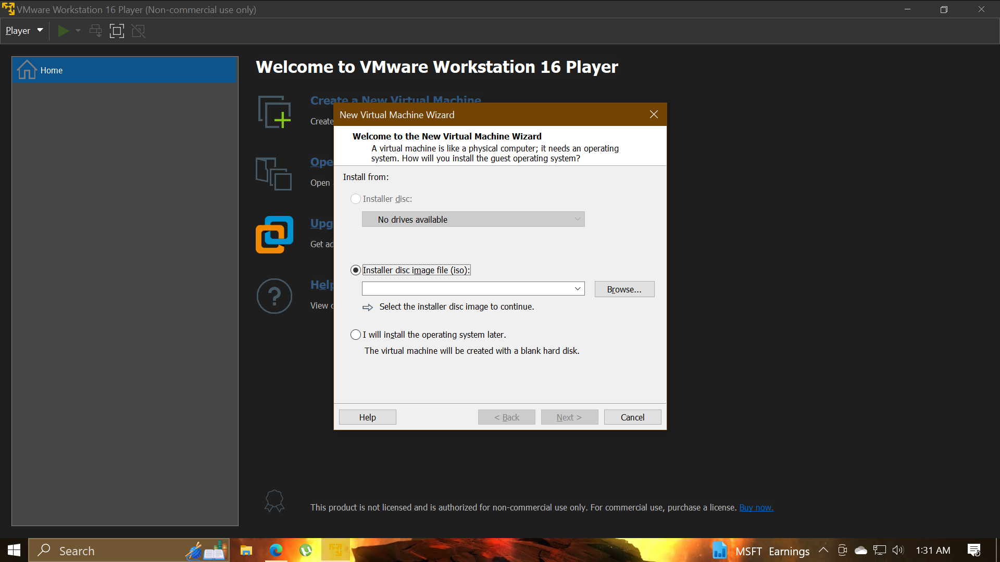 VMware Workstation 16 Player (Non-commercial use only)
Player
Home
Welcome to VMware Workstation 16 Player
Create a New Virtual Machine
Create
Ope
Open
Upg
Get ad
Help
View
New Virtual Machine Wizard
Welcome to the New Virtual Machine Wizard
A virtual machine is like a physical computer; it needs an operating
system. How will you install the guest operating system?
Install from:
Installer disc:
No drives available
Installer disc image file (iso):
Browse...
Select the installer disc image to continue.
I will install the operating system later.
The virtual machine will be created with a blank hard disk.
Help
< Back
Next >
Cancel
This product is not licensed and is authorized for non-commercial use only. For commercial use, purchase a license. Buy now.
Search
MSFT Earnings
1:31 AM